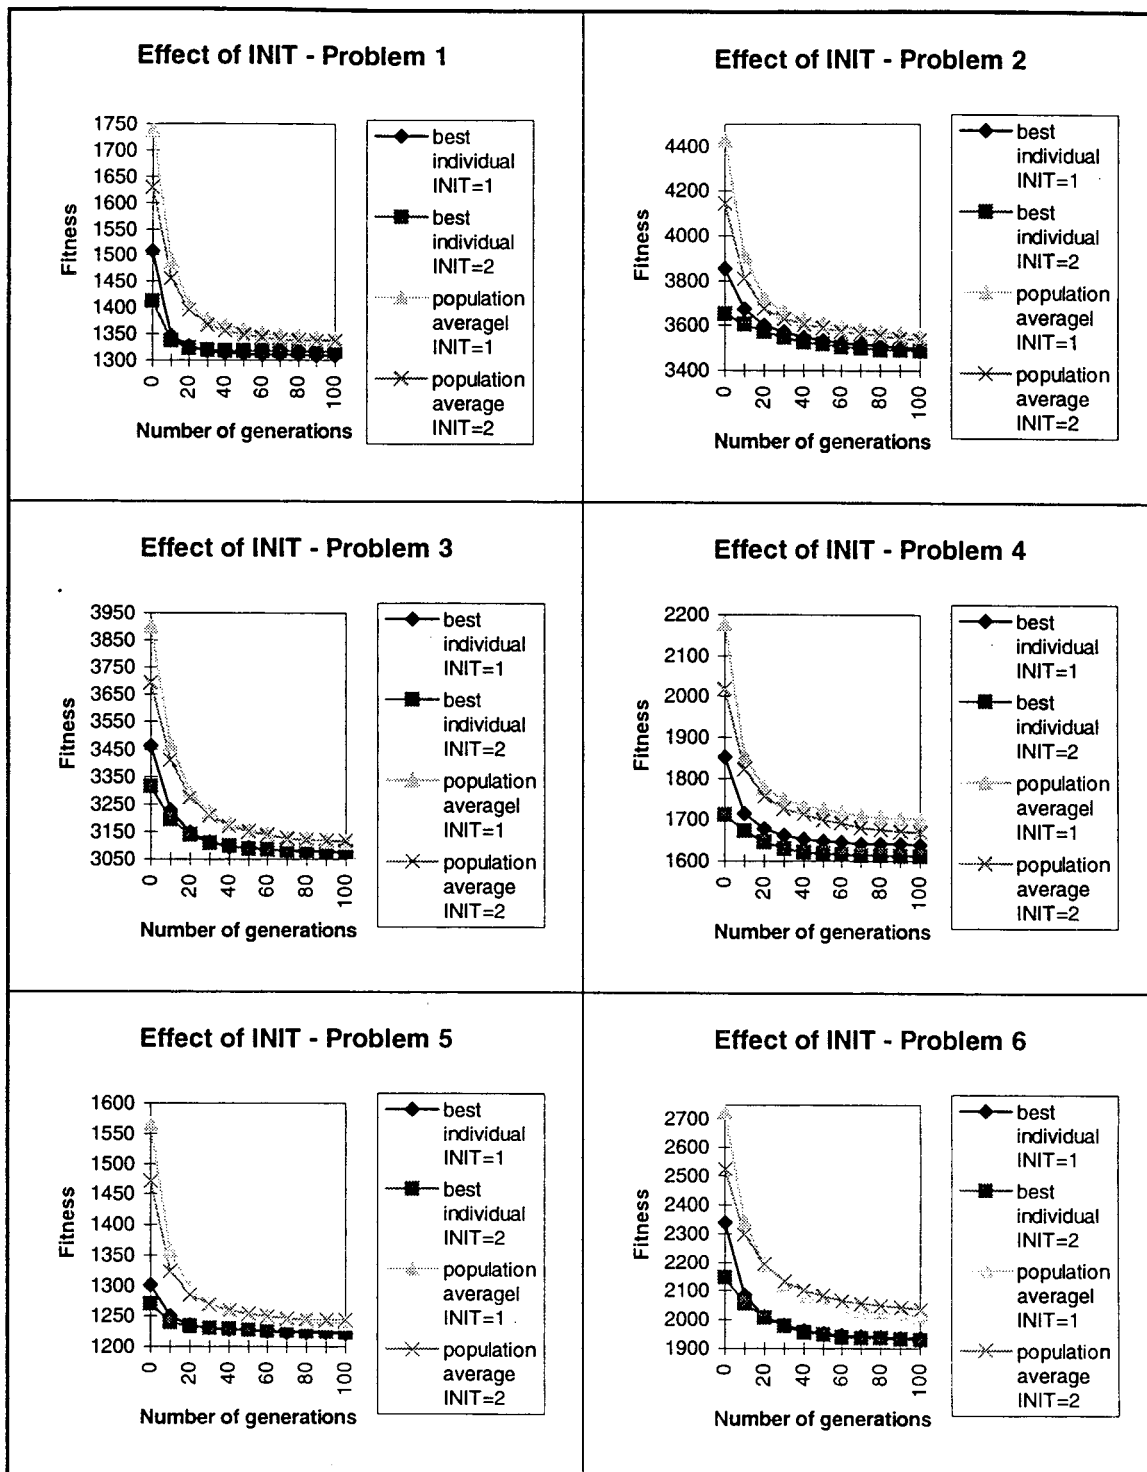 Effect of INIT - Problem 1
1750
1700
1650
1600
1550
1500
1450
1400
1350
1300
Fitness
0
20
40
60
80
100
Number of generations
best
individual
INIT=1
best
individual
INIT=2
population
averagel
INIT=1
population
average
INIT=2
Effect of INIT - Problem 2
4400
4200
4000
3800
3600
3400
Fitness
0
20
40
60
80
100
Number of generations
best
individual
INIT=1
best
individual
INIT=2
population
averagel
INIT=1
population
average
INIT=2
Effect of INIT - Problem 3
3950
3850
3750
3650
3550
3450
3350
3250
3150
3050
Fitness
0
20
40
60
80
100
Number of generations
best
individual
INIT=1
best
individual
INIT=2
population
averagel
INIT=1
population
average
INIT=2
Effect of INIT - Problem 4
2200
2100
2000
1900
1800
1700
1600
Fitness
0
20
40
60
80
100
Number of generations
best
individual
INIT=1
best
individual
INIT=2
population
averagel
INIT=1
population
average
INIT=2
Effect of INIT - Problem 5
1600
1550
1500
1450
1400
1350
1300
1250
1200
Fitness
0
20
40
60
80
100
Number of generations
best
individual
INIT=1
best
individual
INIT=2
population
averagel
INIT=1
population
average
INIT=2
Effect of INIT - Problem 6
2700
2600
2500
2400
2300
2200
2100
2000
1900
Fitness
0
20
40
60
80
100
Number of generations
best
individual
INIT=1
best
individual
INIT=2
population
averagel
INIT=1
population
average
INIT=2